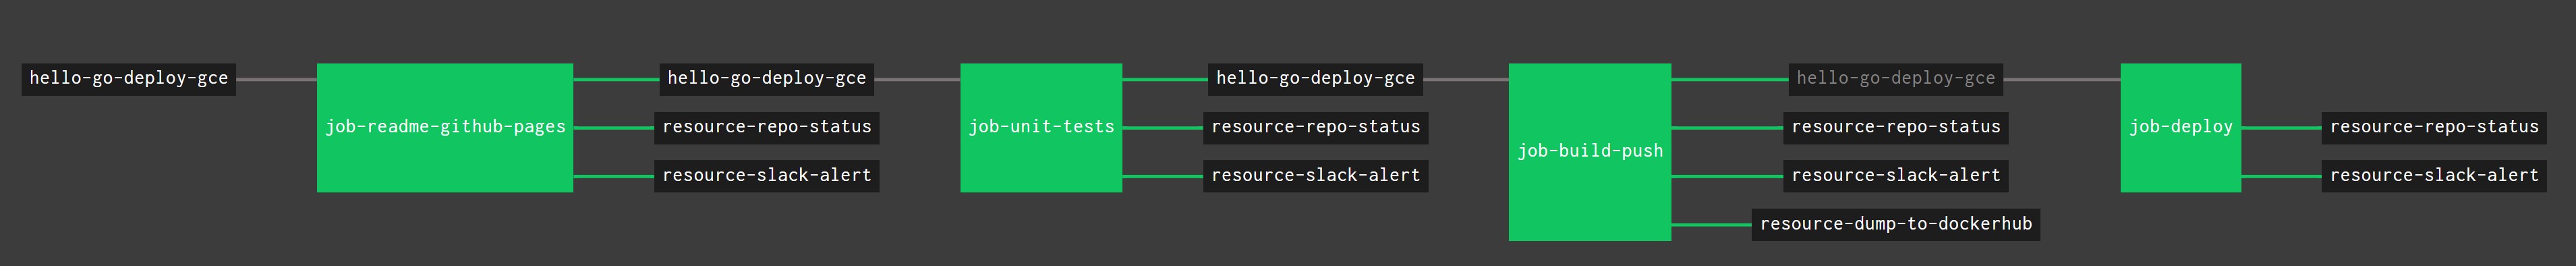 hello-go-deploy-gce
job-readme-github-pages
hello-go-deploy-gce
resource-repo-status
resource-slack-alert
job-unit-tests
hello-go-deploy-gce
resource-repo-status
resource-slack-alert
job-build-push
hello-go-deploy-gce
resource-repo-status
resource-slack-alert
resource-dump-to-dockerhub
job-deploy
resource-repo-status
resource-slack-alert